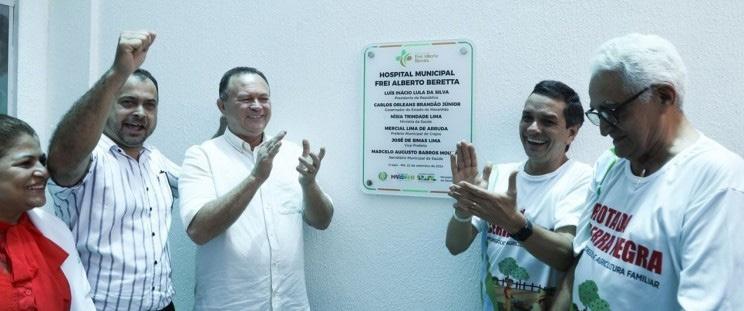 Frei Alberto
Beretta
HOSPITAL MUNICIPAL
FREI ALBERTO BERETTA
LUÍS INÁCIO LULA DA SILVA
Presidente da República
CARLOS ORLEANS BRANDÃO JÚNIOR
Governador do Estado do Maranhão
NÍSIA TRINDADE LIMA
Ministra da Saúde
MERCIAL LIMA DE ARRUDA
Prefeito Municipal de Grajaú
JOSÉ DE RIMAS LIMA
Vice Prefeito
MARCELO AUGUSTO BARROS
Secretário Municipal de Saúde
ROTA DA
TERRA NEGRA
AGRICULTURA FAMILIAR